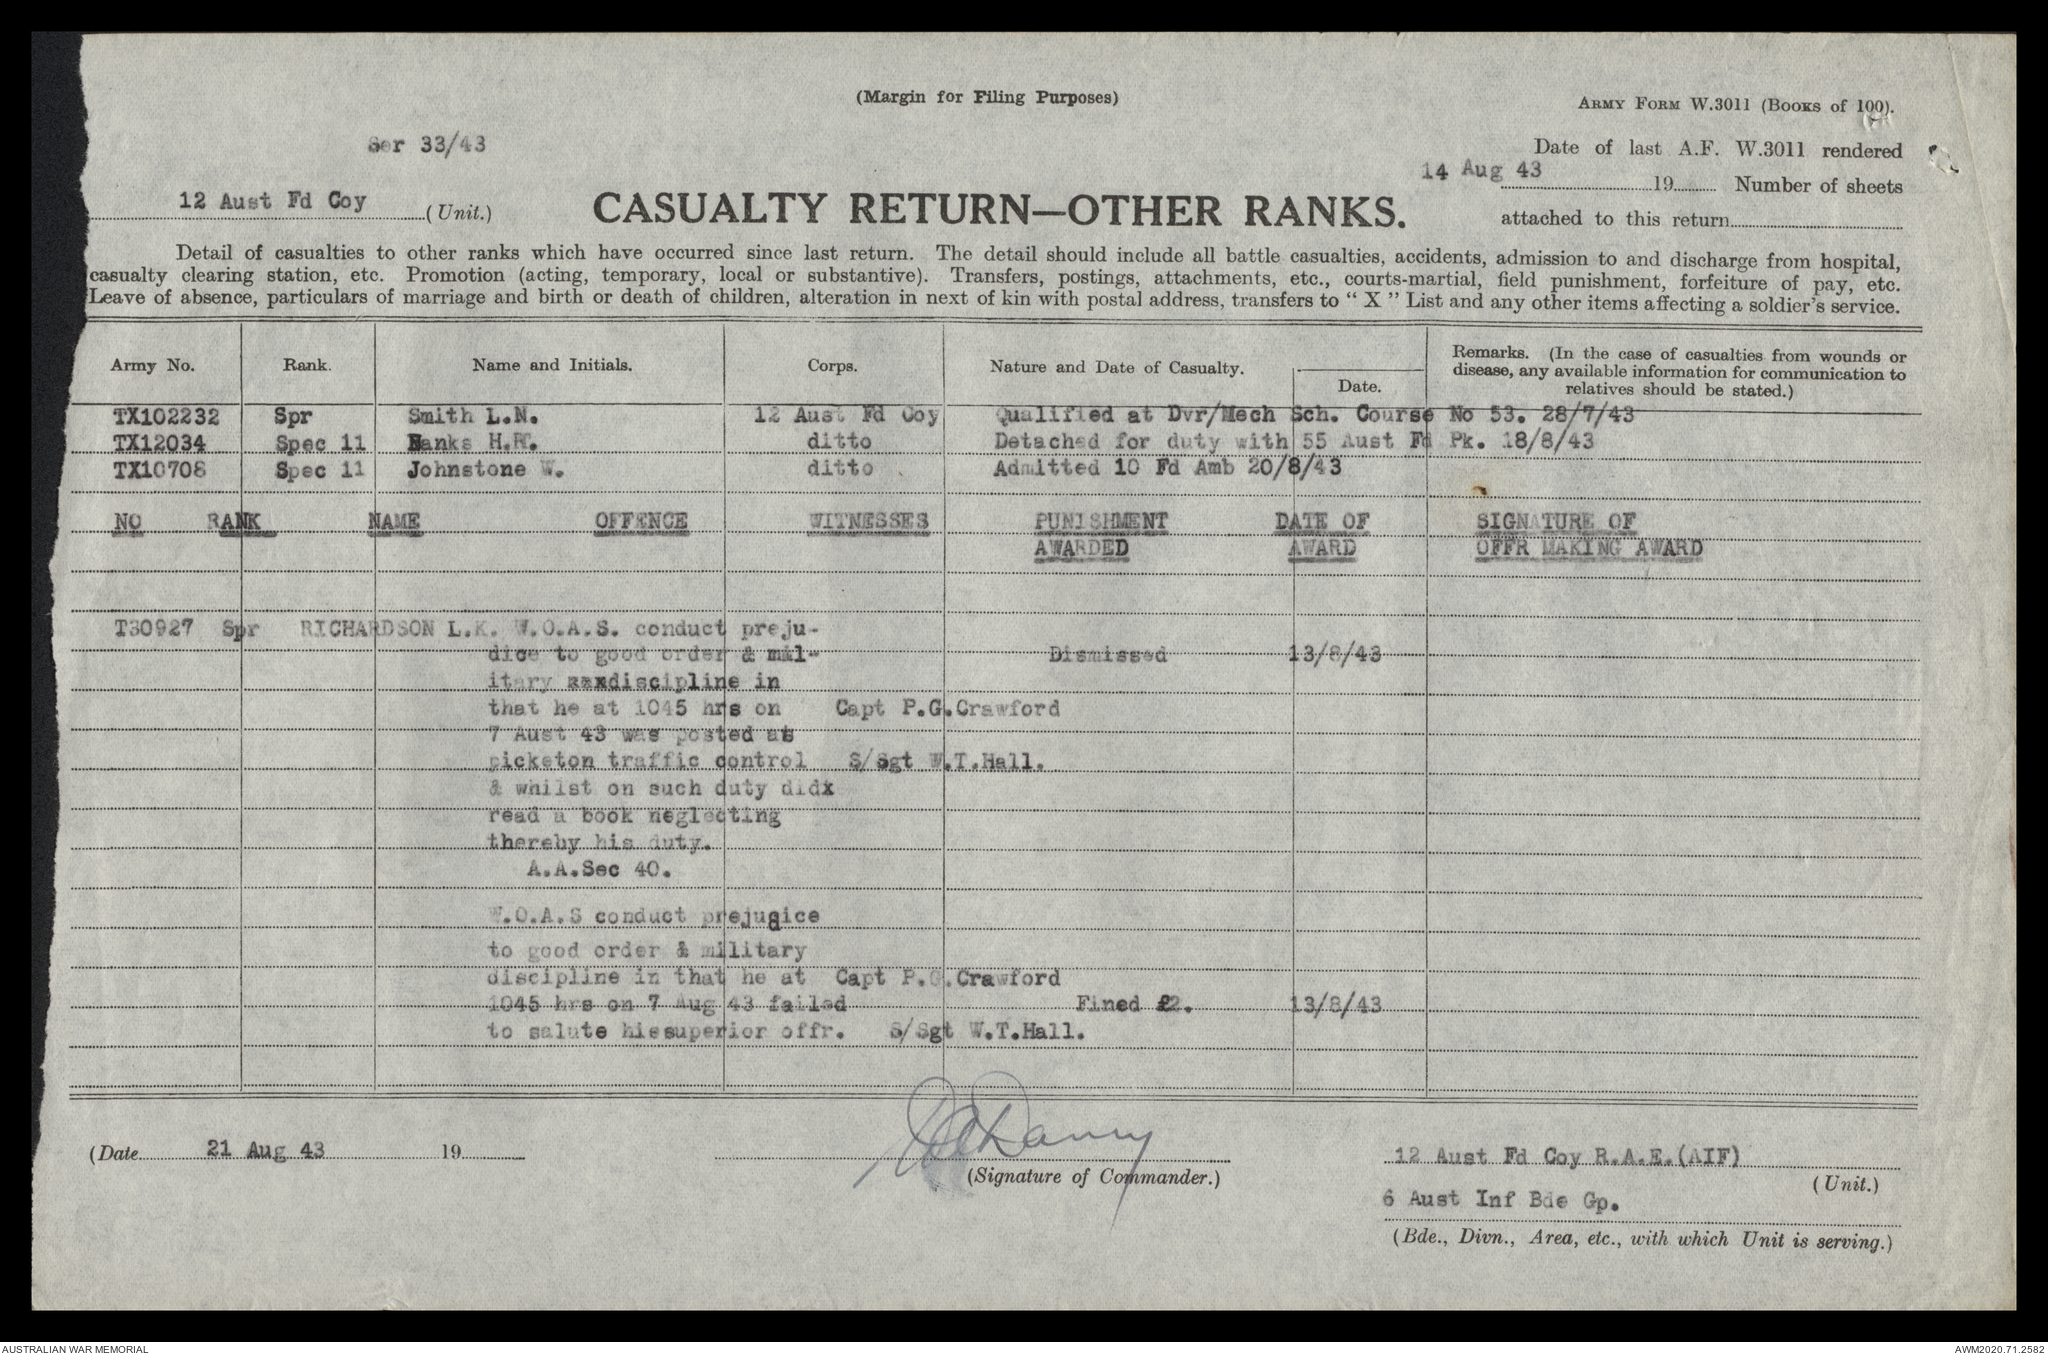 (Margin for Filing Purposes)
ARMY FORM W.3011 (BOOKS of 100).
Ser 33/43
Date of last A.F. W.3011 rendered
14 Aug 43 19 Number of sheets
12 Aust Fd Coy (Unit.)
CASUALTY RETURN—OTHER RANKS.
attached to this return
Detail of casualties to other ranks which have occurred since last return. The detail should include all battle casualties, accidents, admission to and discharge from hospital,
casualty clearing station, etc. Promotion (acting, temporary, local or substantive). Transfers, postings, attachments, etc., courts-martial, field punishment, forfeiture of pay, etc.
Leave of absence, particulars of marriage and birth or death of children, alteration in next of kin with postal address, transfers to “ X ” List and any other items affecting a soldier's service.
Army No. Rank. Name and Initials. Corps. Nature and Date of Casualty. Date. Remarks. (In the case of casualties from wounds or
disease, any available information for communication to
relatives should be stated.)
TX102232 Spr Smith L.N. 12 Aust Fd Coy Qualified at Dvr/Mech Sch. Course No 53. 28/7/43
TX12034 Spec 11 ditto Detached for duty with 55 Aust Fd Pk. 18/8/43
TX10708 Spec 11 Johnstone W. ditto Admitted 10 Fd Amb 20/8/43
NO RANK NAME OFFENCE WITNESSES PUNISHMENT DATE OF SIGNATURE OF
AWARDED AWARD OFFR MAKING AWARD
T30927 Spr RICHARDSON L.K. W.O.A.S. conduct preju-
dice to good order & mil- Dismissed 13/8/43
itary xxxdiscipline in
that he at 1045 hrs on Capt P.G.Crawford
7 Aust 43 was posted as
picketon traffic control S/Sgt W.T.Hall.
& whilst on such duty didx
read a book neglecting
thereby his duty.
A.A.Sec 40.
W.O.A.S conduct prejudice
to good order & military
discipline in that he at Capt P.G.Crawford
1045 hrs on 7 Aug 43 failed Fined £2. 13/8/43
to salute hissuperior offr. S/Sgt W.T.Hall.
(Date 21 Aug 43 19
(Signature of Commander.)
12 Aust Fd Coy R.A.E.(AIF)
(Unit.)
6 Aust Inf Bde Gp.
(Bde., Divn., Area, etc., with which Unit is serving.)
AUSTRALIAN WAR MEMORIAL
AWM2020.71.2582